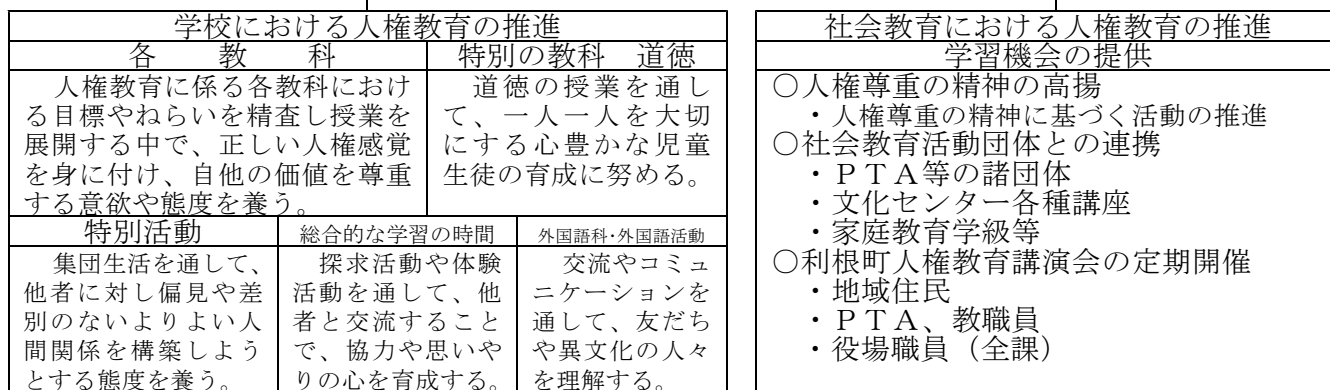 学校における人権教育の推進
各　教　科
人権教育に係る各教科におけ
る目標やねらいを精査し授業を
展開する中で、正しい人権感覚
を身に付け、自他の価値を尊重
する意欲や態度を養う。
特別の教科　道徳
道徳の授業を通し
て、一人一人を大切
にする心豊かな児童
生徒の育成に努める。
特別活動
集団生活を通して、
他者に対し偏見や差
別のないよりよい人
間関係を構築しよう
とする態度を養う。
総合的な学習の時間
探求活動や体験
活動を通して、他
者と交流すること
で、協力や思いや
りの心を育成する。
外国語科・外国語活動
交流やコミュ
ニケーションを
通して、友だち
や異文化の人々
を理解する。
社会教育における人権教育の推進
学習機会の提供
○人権尊重の精神の高揚
・人権尊重の精神に基づく活動の推進
○社会教育活動団体との連携
・ＰＴＡ等の諸団体
・文化センター各種講座
・家庭教育学級等
○利根町人権教育講演会の定期開催
・地域住民
・ＰＴＡ、教職員
・役場職員（全課）